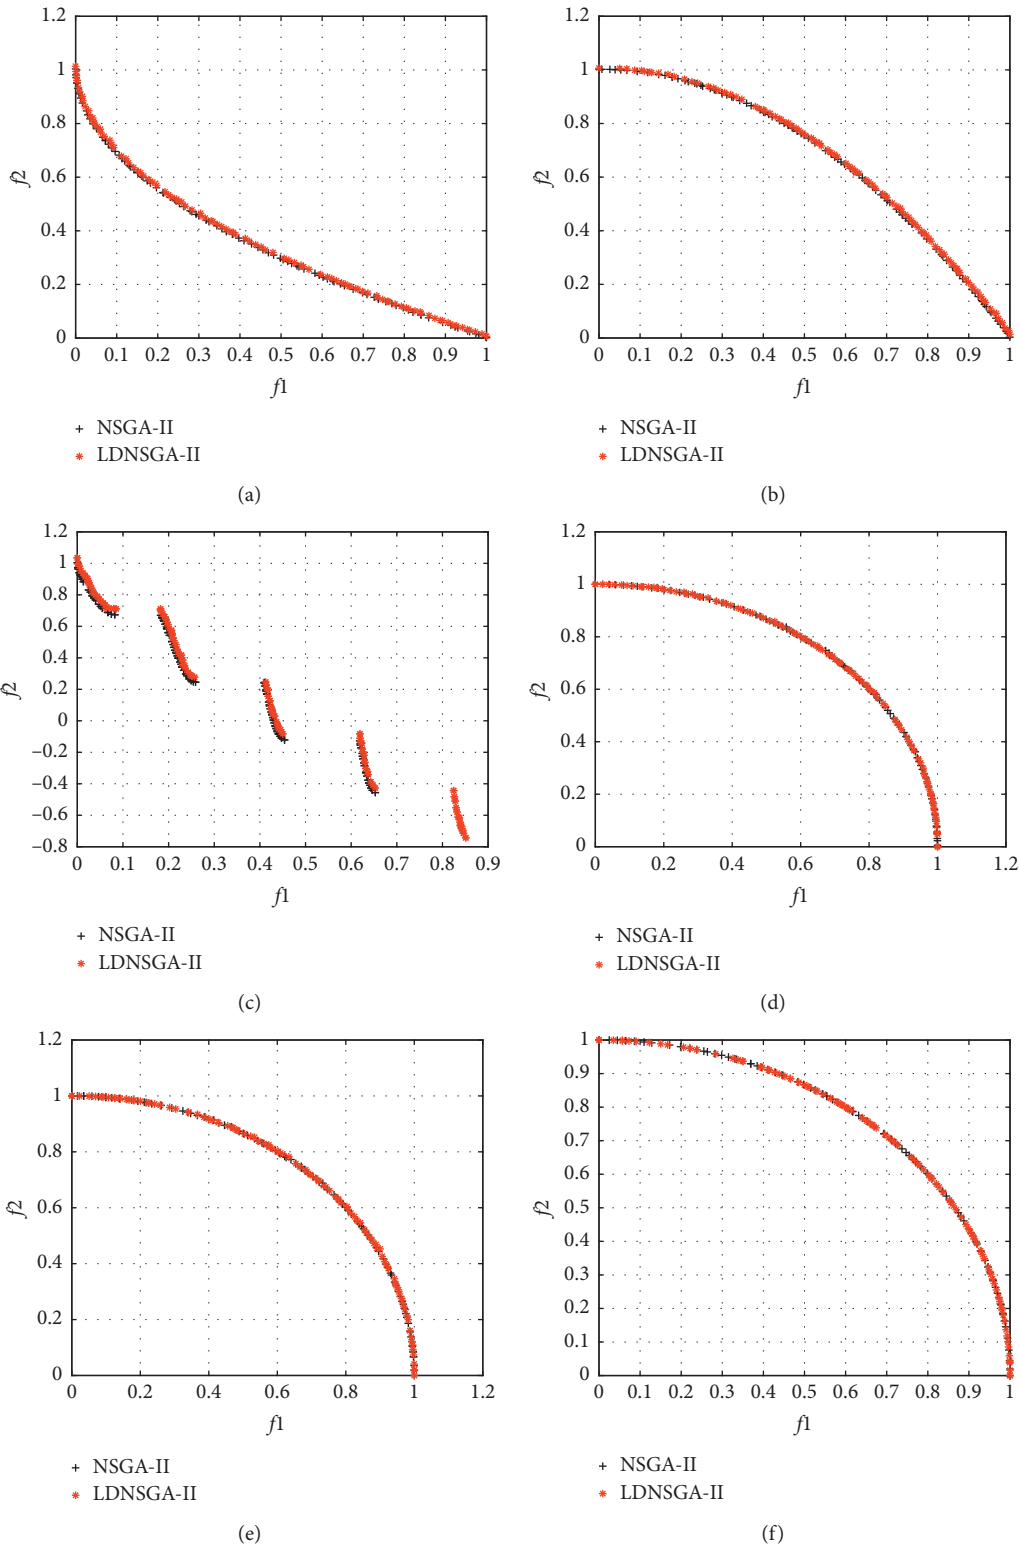 1.2
1
0.8
0.6
0.4
0.2
0
f2
0 0.1 0.2 0.3 0.4 0.5 0.6 0.7 0.8 0.9 1
f1
NSGA-II
LDNSGA-II
(a)
1.2
1
0.8
0.6
0.4
0.2
0
f2
0 0.1 0.2 0.3 0.4 0.5 0.6 0.7 0.8 0.9 1
f1
NSGA-II
LDNSGA-II
(b)
1.2
1
0.8
0.6
0.4
0.2
0
−0.2
−0.4
−0.6
−0.8
f2
0 0.1 0.2 0.3 0.4 0.5 0.6 0.7 0.8 0.9
f1
NSGA-II
LDNSGA-II
(c)
1.2
1
0.8
0.6
0.4
0.2
0
f2
0 0.2 0.4 0.6 0.8 1 1.2
f1
NSGA-II
LDNSGA-II
(d)
1.2
1
0.8
0.6
0.4
0.2
0
f2
0 0.2 0.4 0.6 0.8 1 1.2
f1
NSGA-II
LDNSGA-II
(e)
1
0.9
0.8
0.7
0.6
0.5
0.4
0.3
0.2
0.1
0
f2
0 0.1 0.2 0.3 0.4 0.5 0.6 0.7 0.8 0.9 1
f1
NSGA-II
LDNSGA-II
(f)